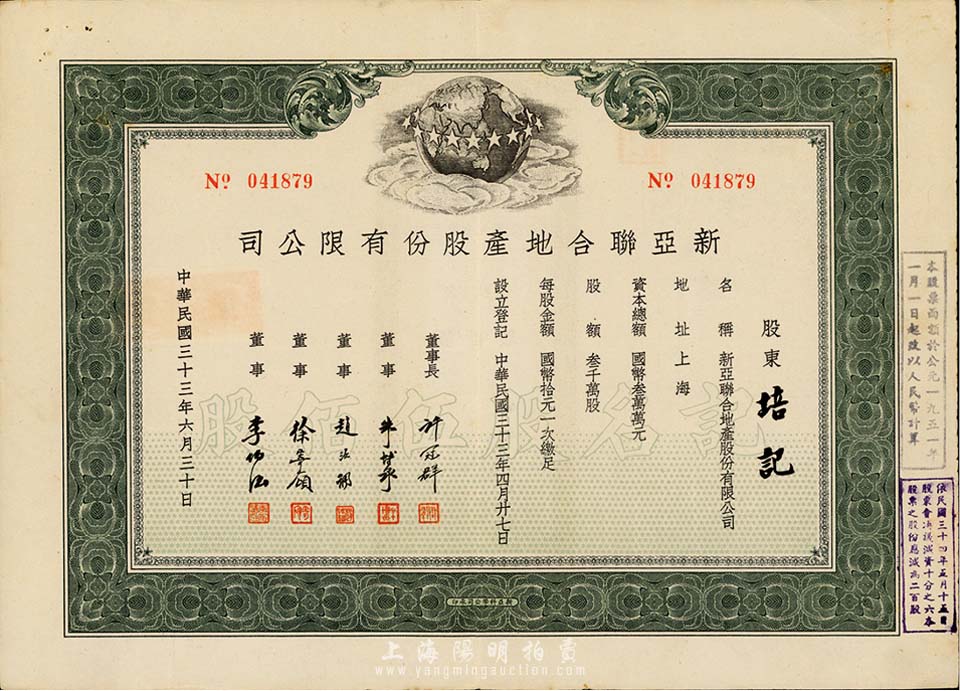 Nº 041879
Nº 041879
新亞聯合地產股份有限公司
股東 培記
名稱 新亞聯合地產股份有限公司
地址 上海
資本總額 國幣叁萬萬元
股額 叁千萬股
每股金額 國幣拾元一次繳足
設立登記 中華民國三十三年四月廿七日
董事長 許冠群
董事
董事 趙
董事 徐
董事 李
中華民國三十三年六月三十日
記名伍佰股
本股票面額於公元一九五一年
一月一日起改以人民幣計算
依民國三十四年五月十五日
股東會決議減資十分之六本
股票之股份應減為二百股
上海陽明拍賣
www.yangmingauction.com